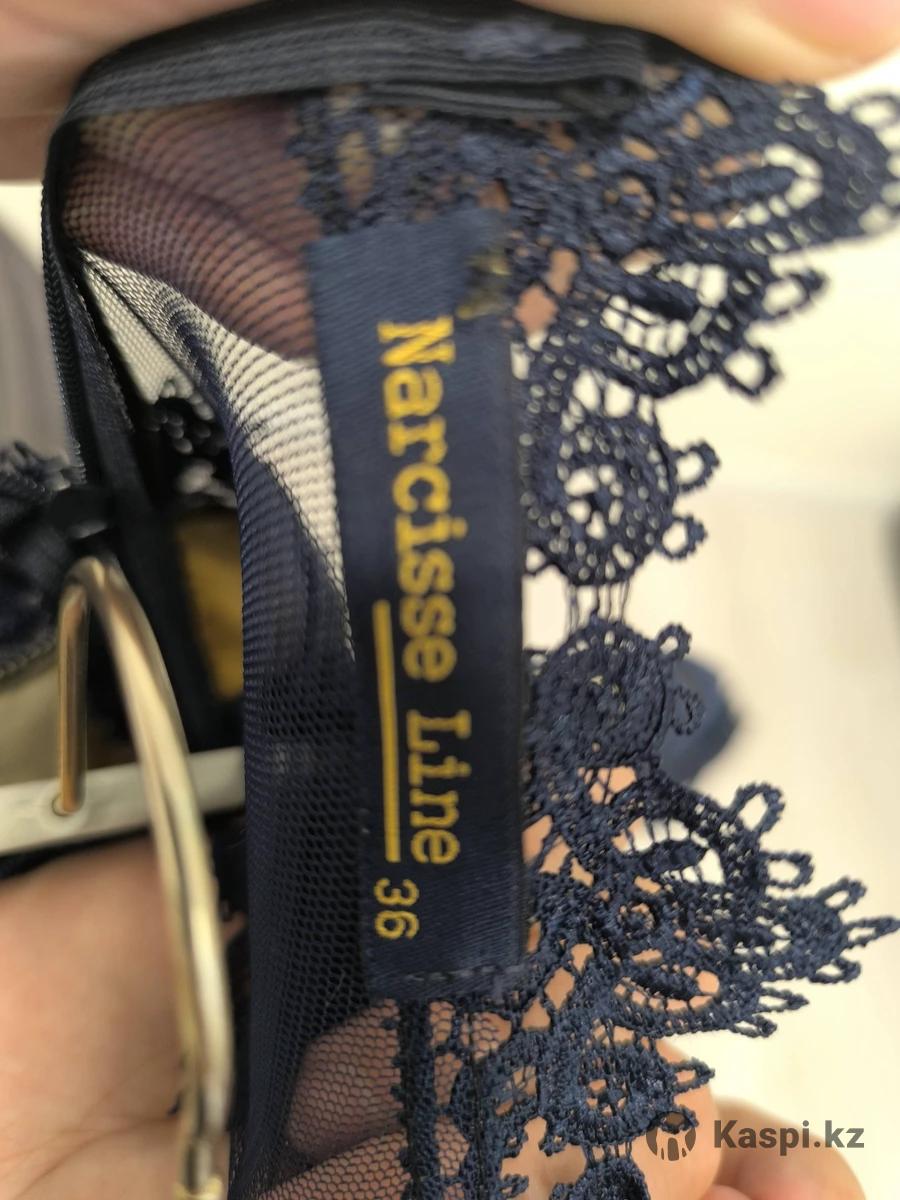 Narcisse Line
36
Kaspi.kz